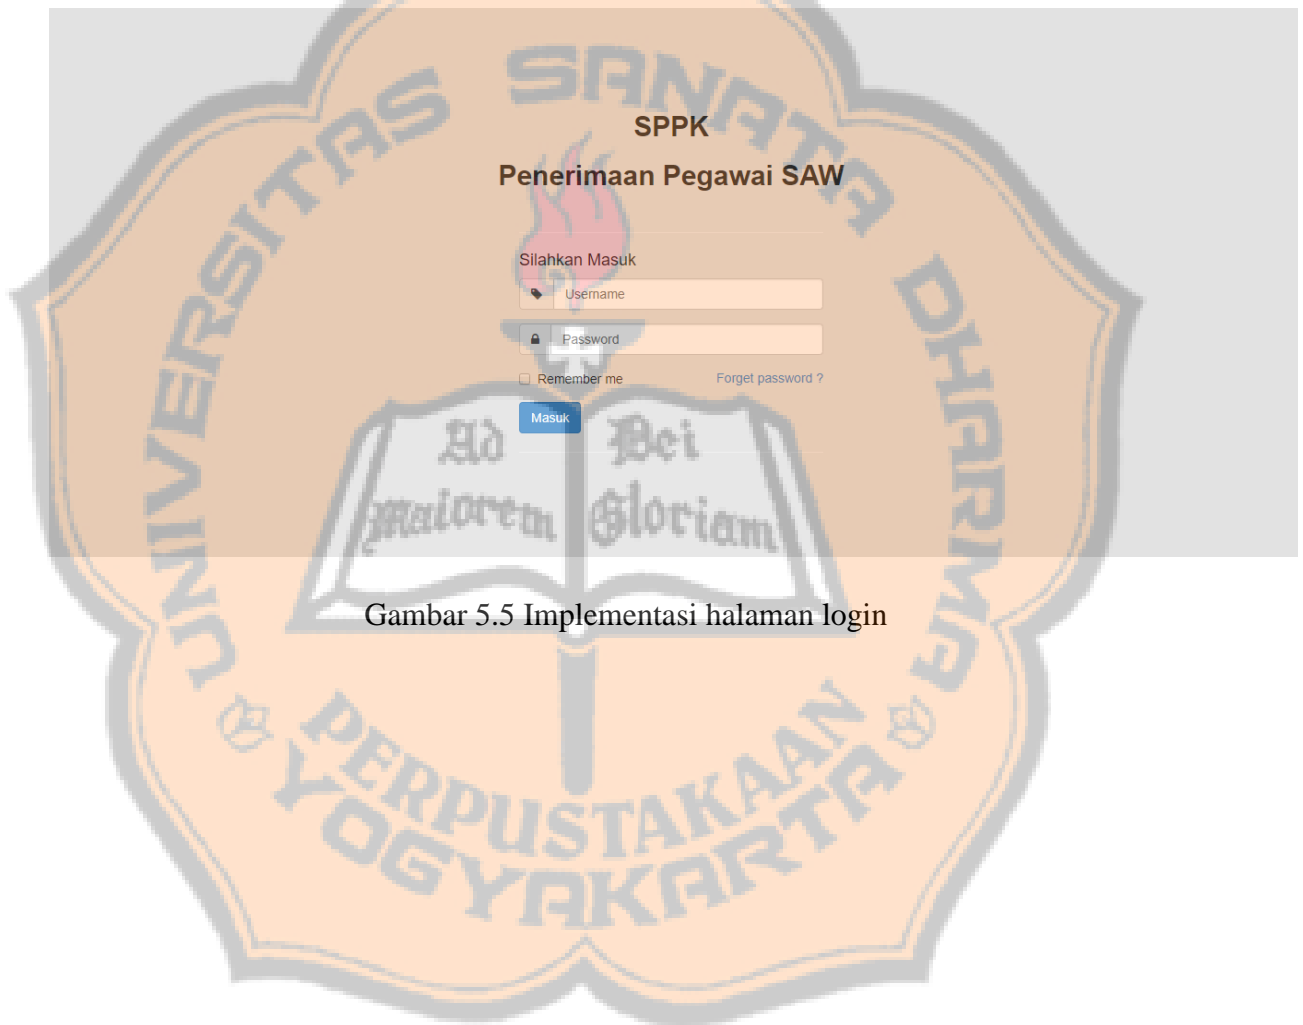 UNIVERSITAS SANATA DHARMA
SPPK
Penerimaan Pegawai SAW
Silahkan Masuk
Username
Password
Remember me Forget password ?
Masuk
Ad Dei
Maiorem Gloriam
Gambar 5.5 Implementasi halaman login
PERPUSTAKAAN
YOGYAKARTA